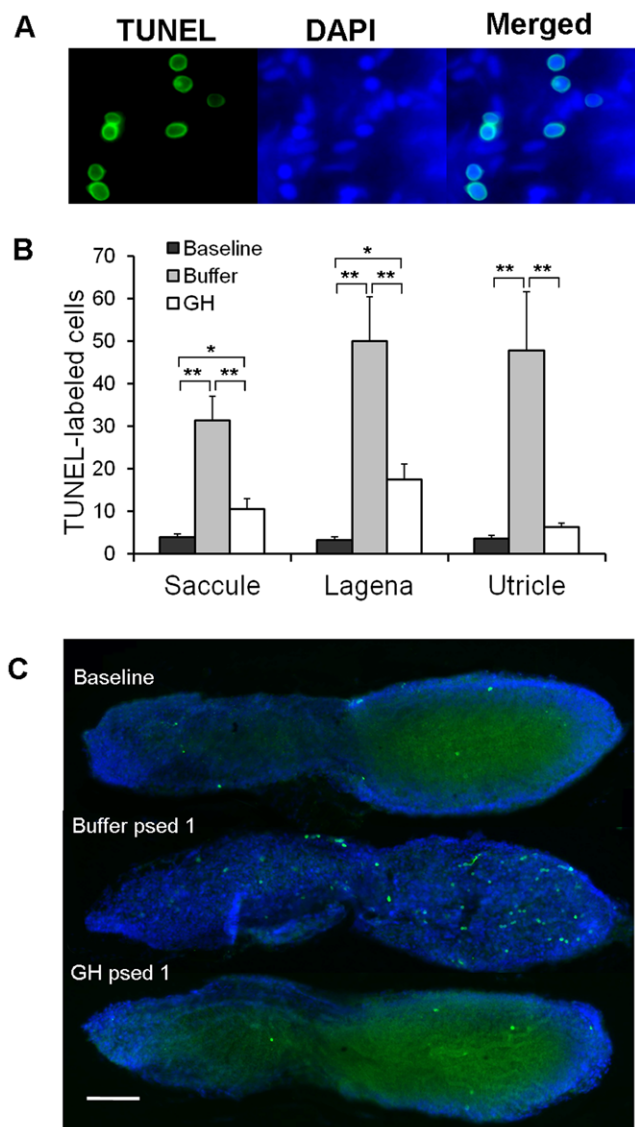 A
TUNEL DAPI Merged
B
70
60
50
40
30
20
10
0
TUNEL-labeled cells
Baseline
Buffer
GH
*
** **
*
** **
** **
Saccule Lagena Utricle
C
Baseline
Buffer psed 1
GH psed 1